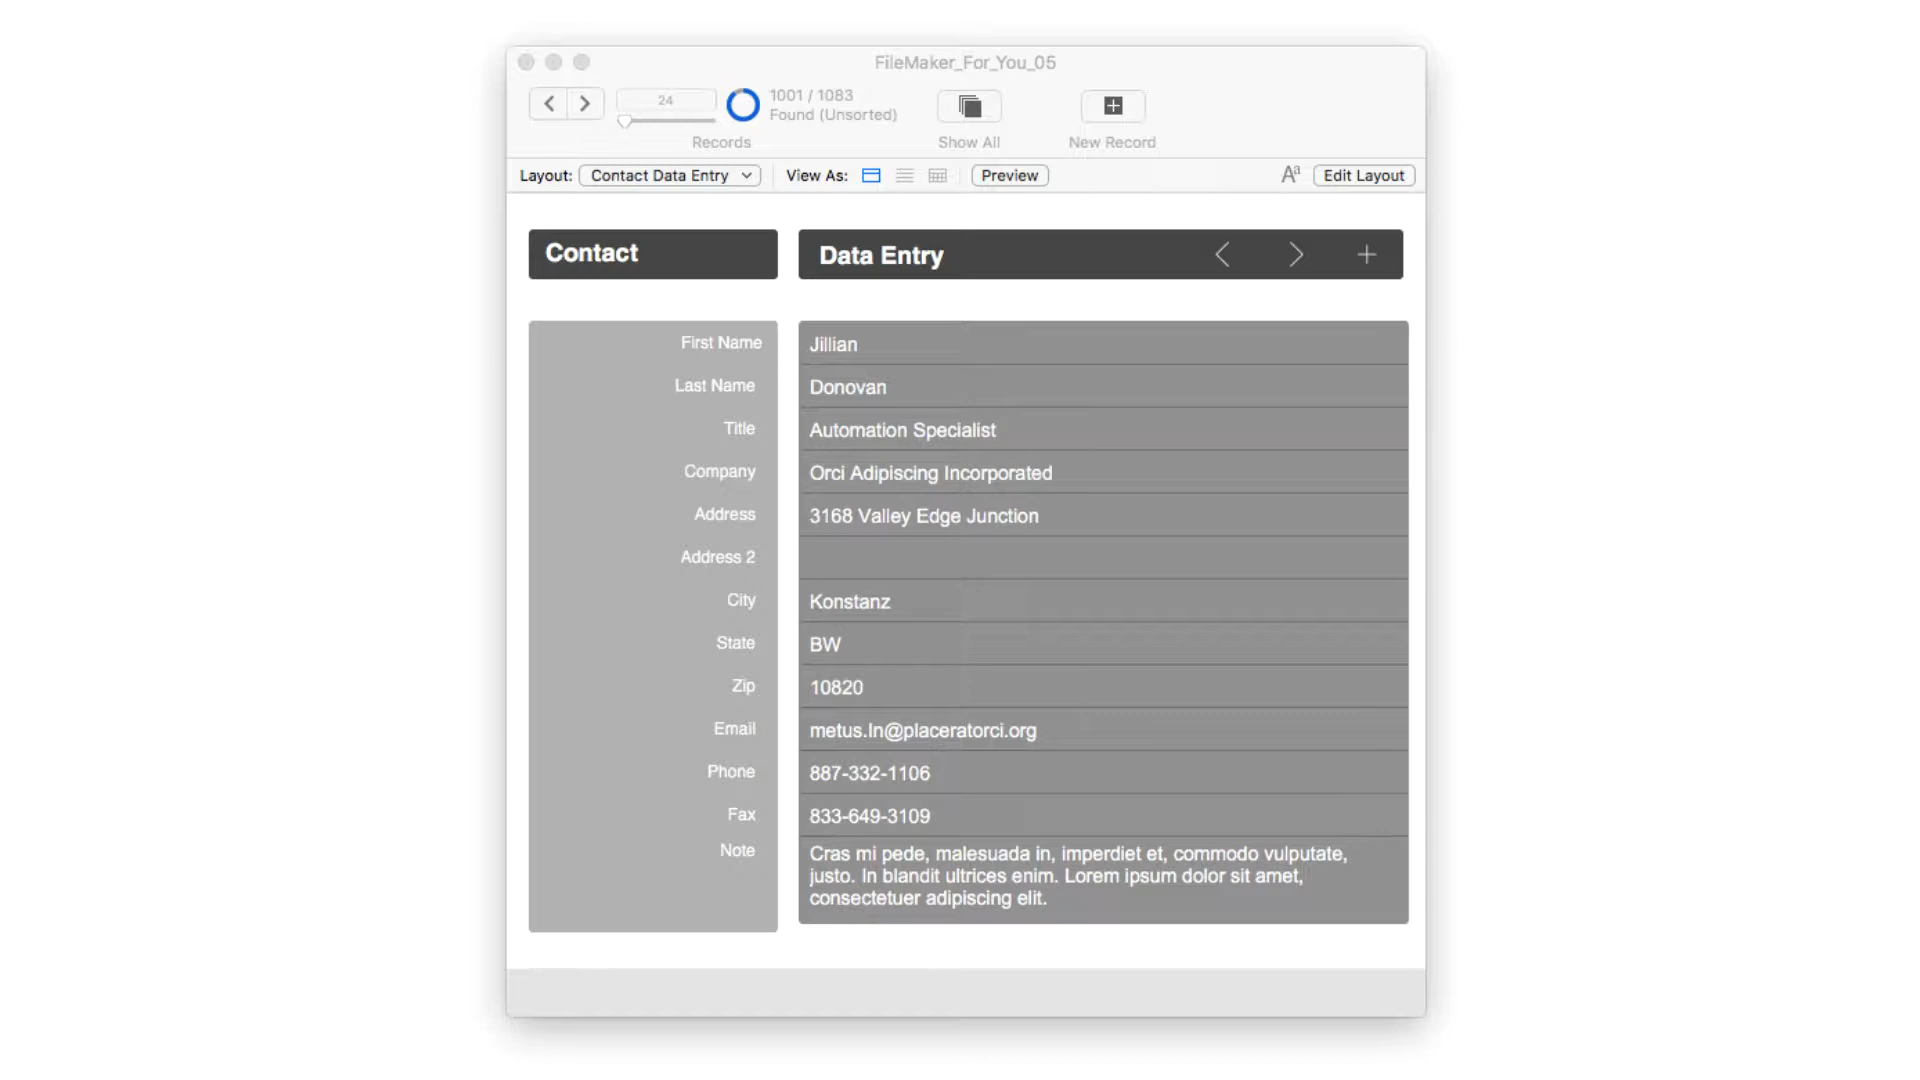 FileMaker_For_You_05
24
1001 / 1083
Found (Unsorted)
Records
Show All
New Record
Layout: Contact Data Entry View As: Preview Aa Edit Layout
Contact
Data Entry
First Name Jillian
Last Name Donovan
Title Automation Specialist
Company Orci Adipiscing Incorporated
Address 3168 Valley Edge Junction
Address 2
City Konstanz
State BW
Zip 10820
Email metus.In@placeratorci.org
Phone 887-332-1106
Fax 833-649-3109
Note Cras mi pede, malesuada in, imperdiet et, commodo vulputate,
justo. In blandit ultrices enim. Lorem ipsum dolor sit amet,
consectetuer adipiscing elit.